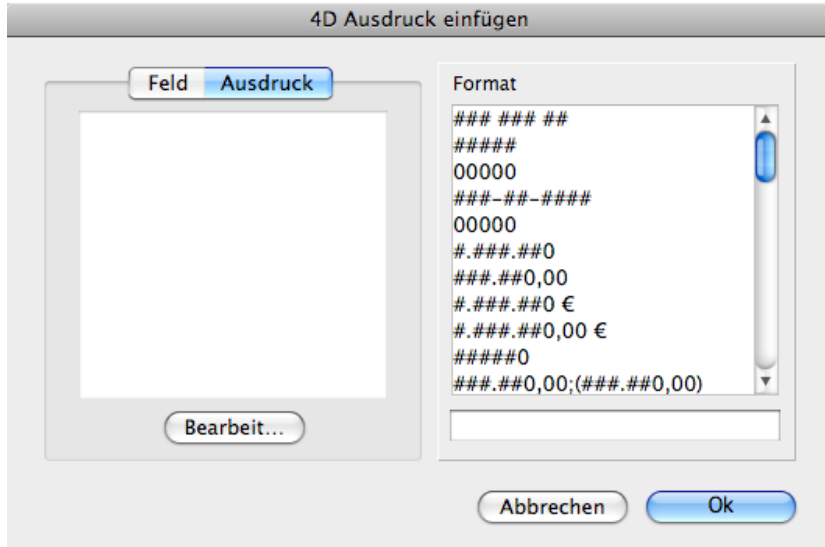 4D Ausdruck einfügen
Feld Ausdruck
Bearbeit...
Format
### ### ##
#####
00000
###-##-####
00000
#.###.##0
###.##0,00
#.###.##0 €
#.###.##0,00 €
#####0
###.##0,00;(###.##0,00)
Abbrechen Ok